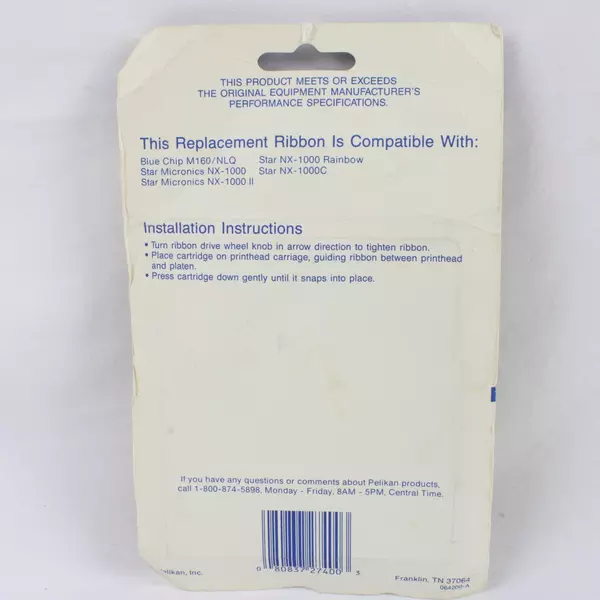 THIS PRODUCT MEETS OR EXCEEDS
THE ORIGINAL EQUIPMENT MANUFACTURER'S
PERFORMANCE SPECIFICATIONS.
This Replacement Ribbon Is Compatible With:
Blue Chip M160/NLQ Star NX-1000 Rainbow
Star Micronics NX-1000 Star NX-1000C
Star Micronics NX-1000 II
Installation Instructions
• Turn ribbon drive wheel knob in arrow direction to tighten ribbon.
• Place cartridge on printhead carriage, guiding ribbon between printhead
and platen.
• Press cartridge down gently until it snaps into place.
If you have any questions or comments about Pelikan products,
call 1-800-874-5898, Monday - Friday, 8AM - 5PM, Central Time.
0 80837 27400 3
elikan, Inc. Franklin, TN 37064